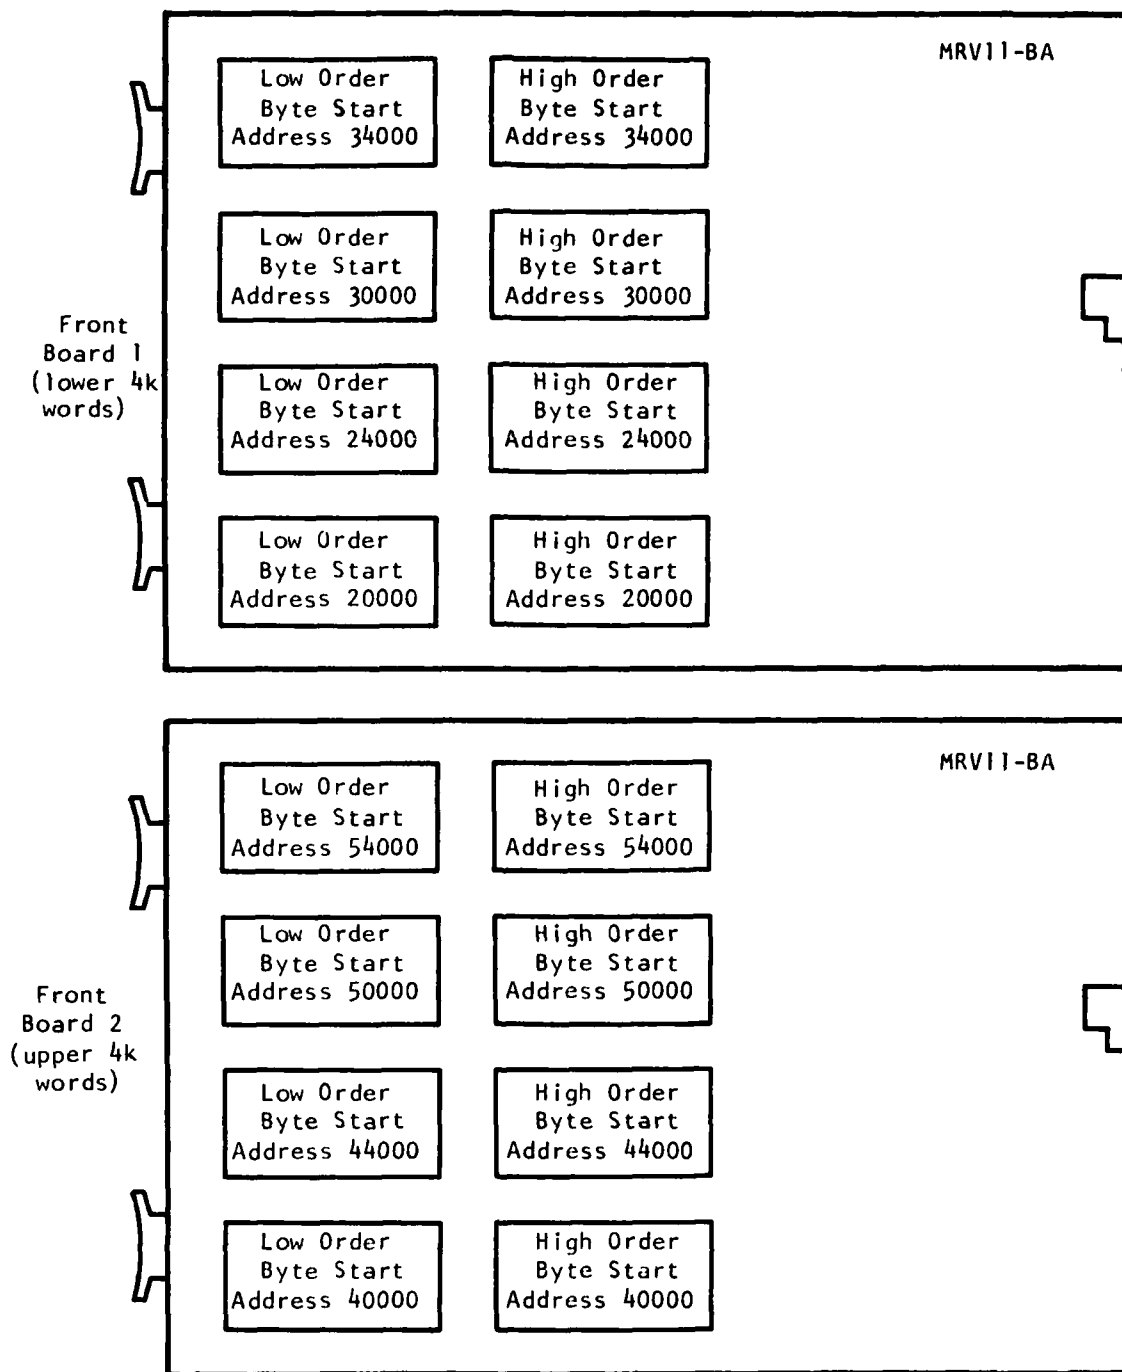 MRV11-BA
Low Order
Byte Start
Address 34000
High Order
Byte Start
Address 34000
Low Order
Byte Start
Address 30000
High Order
Byte Start
Address 30000
Front
Board 1
(lower 4k
words)
Low Order
Byte Start
Address 24000
High Order
Byte Start
Address 24000
Low Order
Byte Start
Address 20000
High Order
Byte Start
Address 20000
MRV11-BA
Low Order
Byte Start
Address 54000
High Order
Byte Start
Address 54000
Low Order
Byte Start
Address 50000
High Order
Byte Start
Address 50000
Front
Board 2
(upper 4k
words)
Low Order
Byte Start
Address 44000
High Order
Byte Start
Address 44000
Low Order
Byte Start
Address 40000
High Order
Byte Start
Address 40000